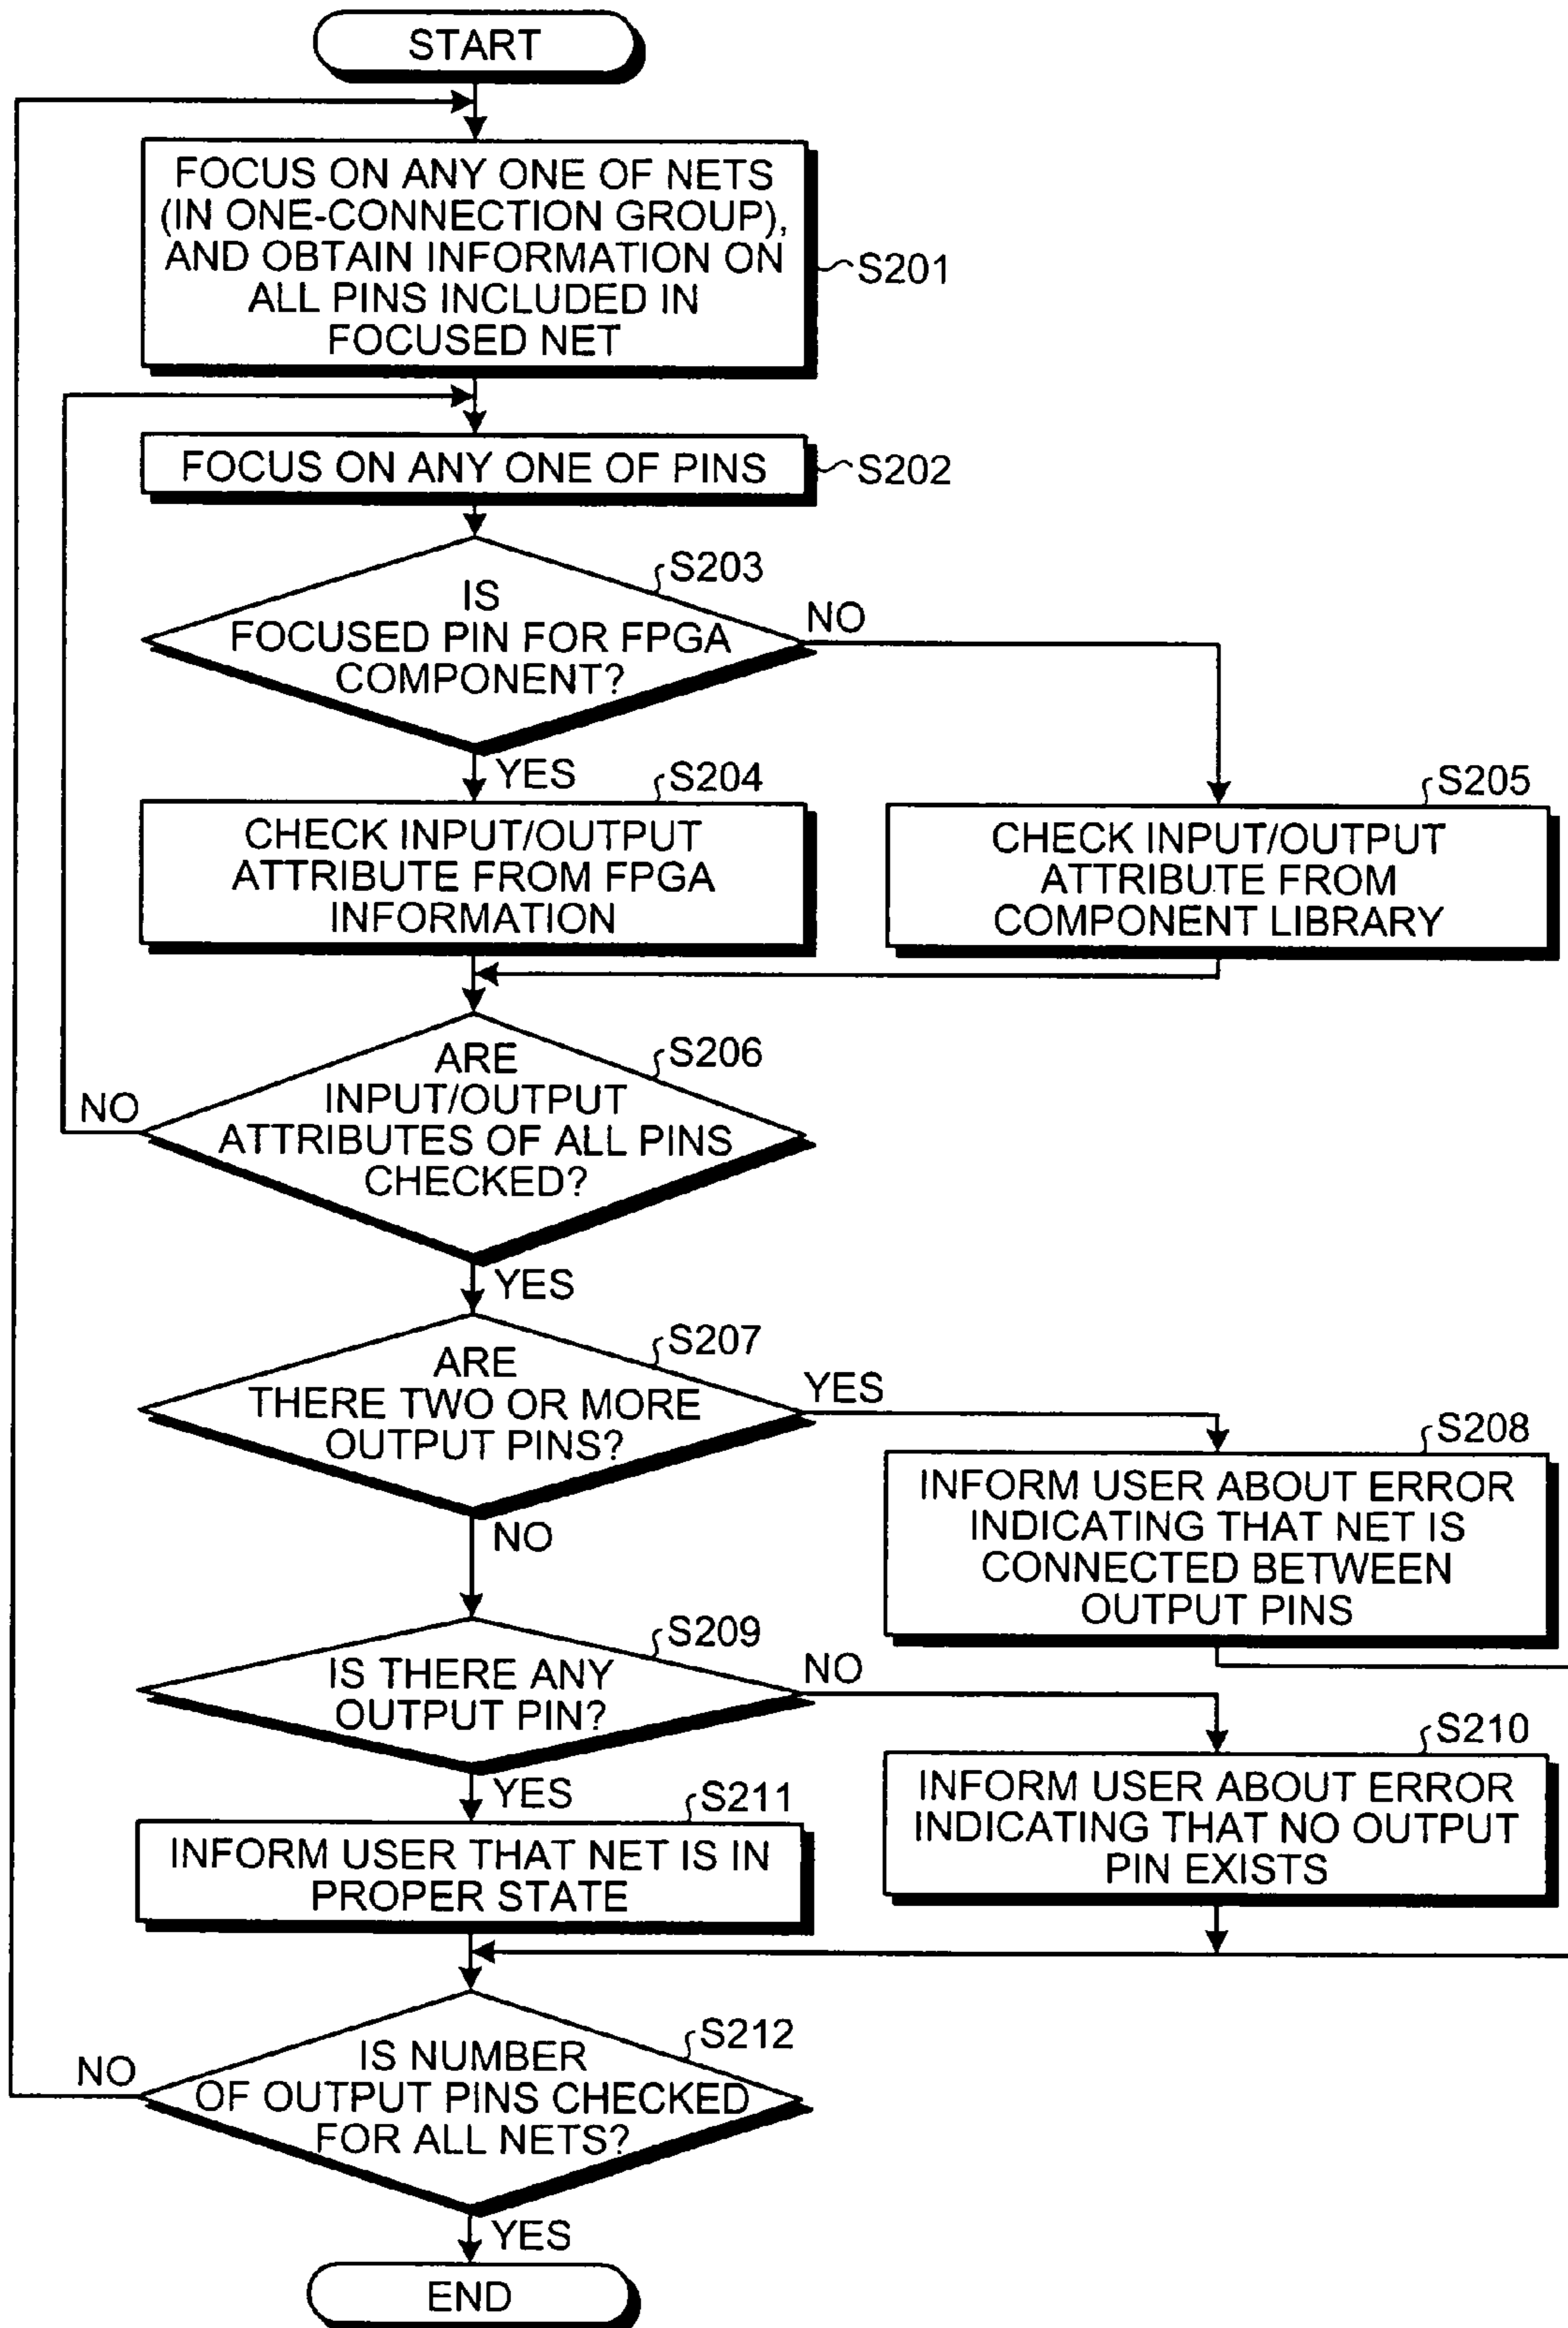 START
FOCUS ON ANY ONE OF NETS
(IN ONE-CONNECTION GROUP),
AND OBTAIN INFORMATION ON
ALL PINS INCLUDED IN
FOCUSED NET
S201
FOCUS ON ANY ONE OF PINS
S202
S203
IS
FOCUSED PIN FOR FPGA
COMPONENT?
NO
YES
S204
CHECK INPUT/OUTPUT
ATTRIBUTE FROM FPGA
INFORMATION
S205
CHECK INPUT/OUTPUT
ATTRIBUTE FROM
COMPONENT LIBRARY
S206
ARE
INPUT/OUTPUT
ATTRIBUTES OF ALL PINS
CHECKED?
NO
YES
S207
ARE
THERE TWO OR MORE
OUTPUT PINS?
YES
NO
S208
INFORM USER ABOUT ERROR
INDICATING THAT NET IS
CONNECTED BETWEEN
OUTPUT PINS
S209
IS THERE ANY
OUTPUT PIN?
NO
YES
S210
INFORM USER ABOUT ERROR
INDICATING THAT NO OUTPUT
PIN EXISTS
S211
INFORM USER THAT NET IS IN
PROPER STATE
S212
IS NUMBER
OF OUTPUT PINS CHECKED
FOR ALL NETS?
NO
YES
END